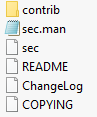 contrib
sec.man
sec
README
ChangeLog
COPYING